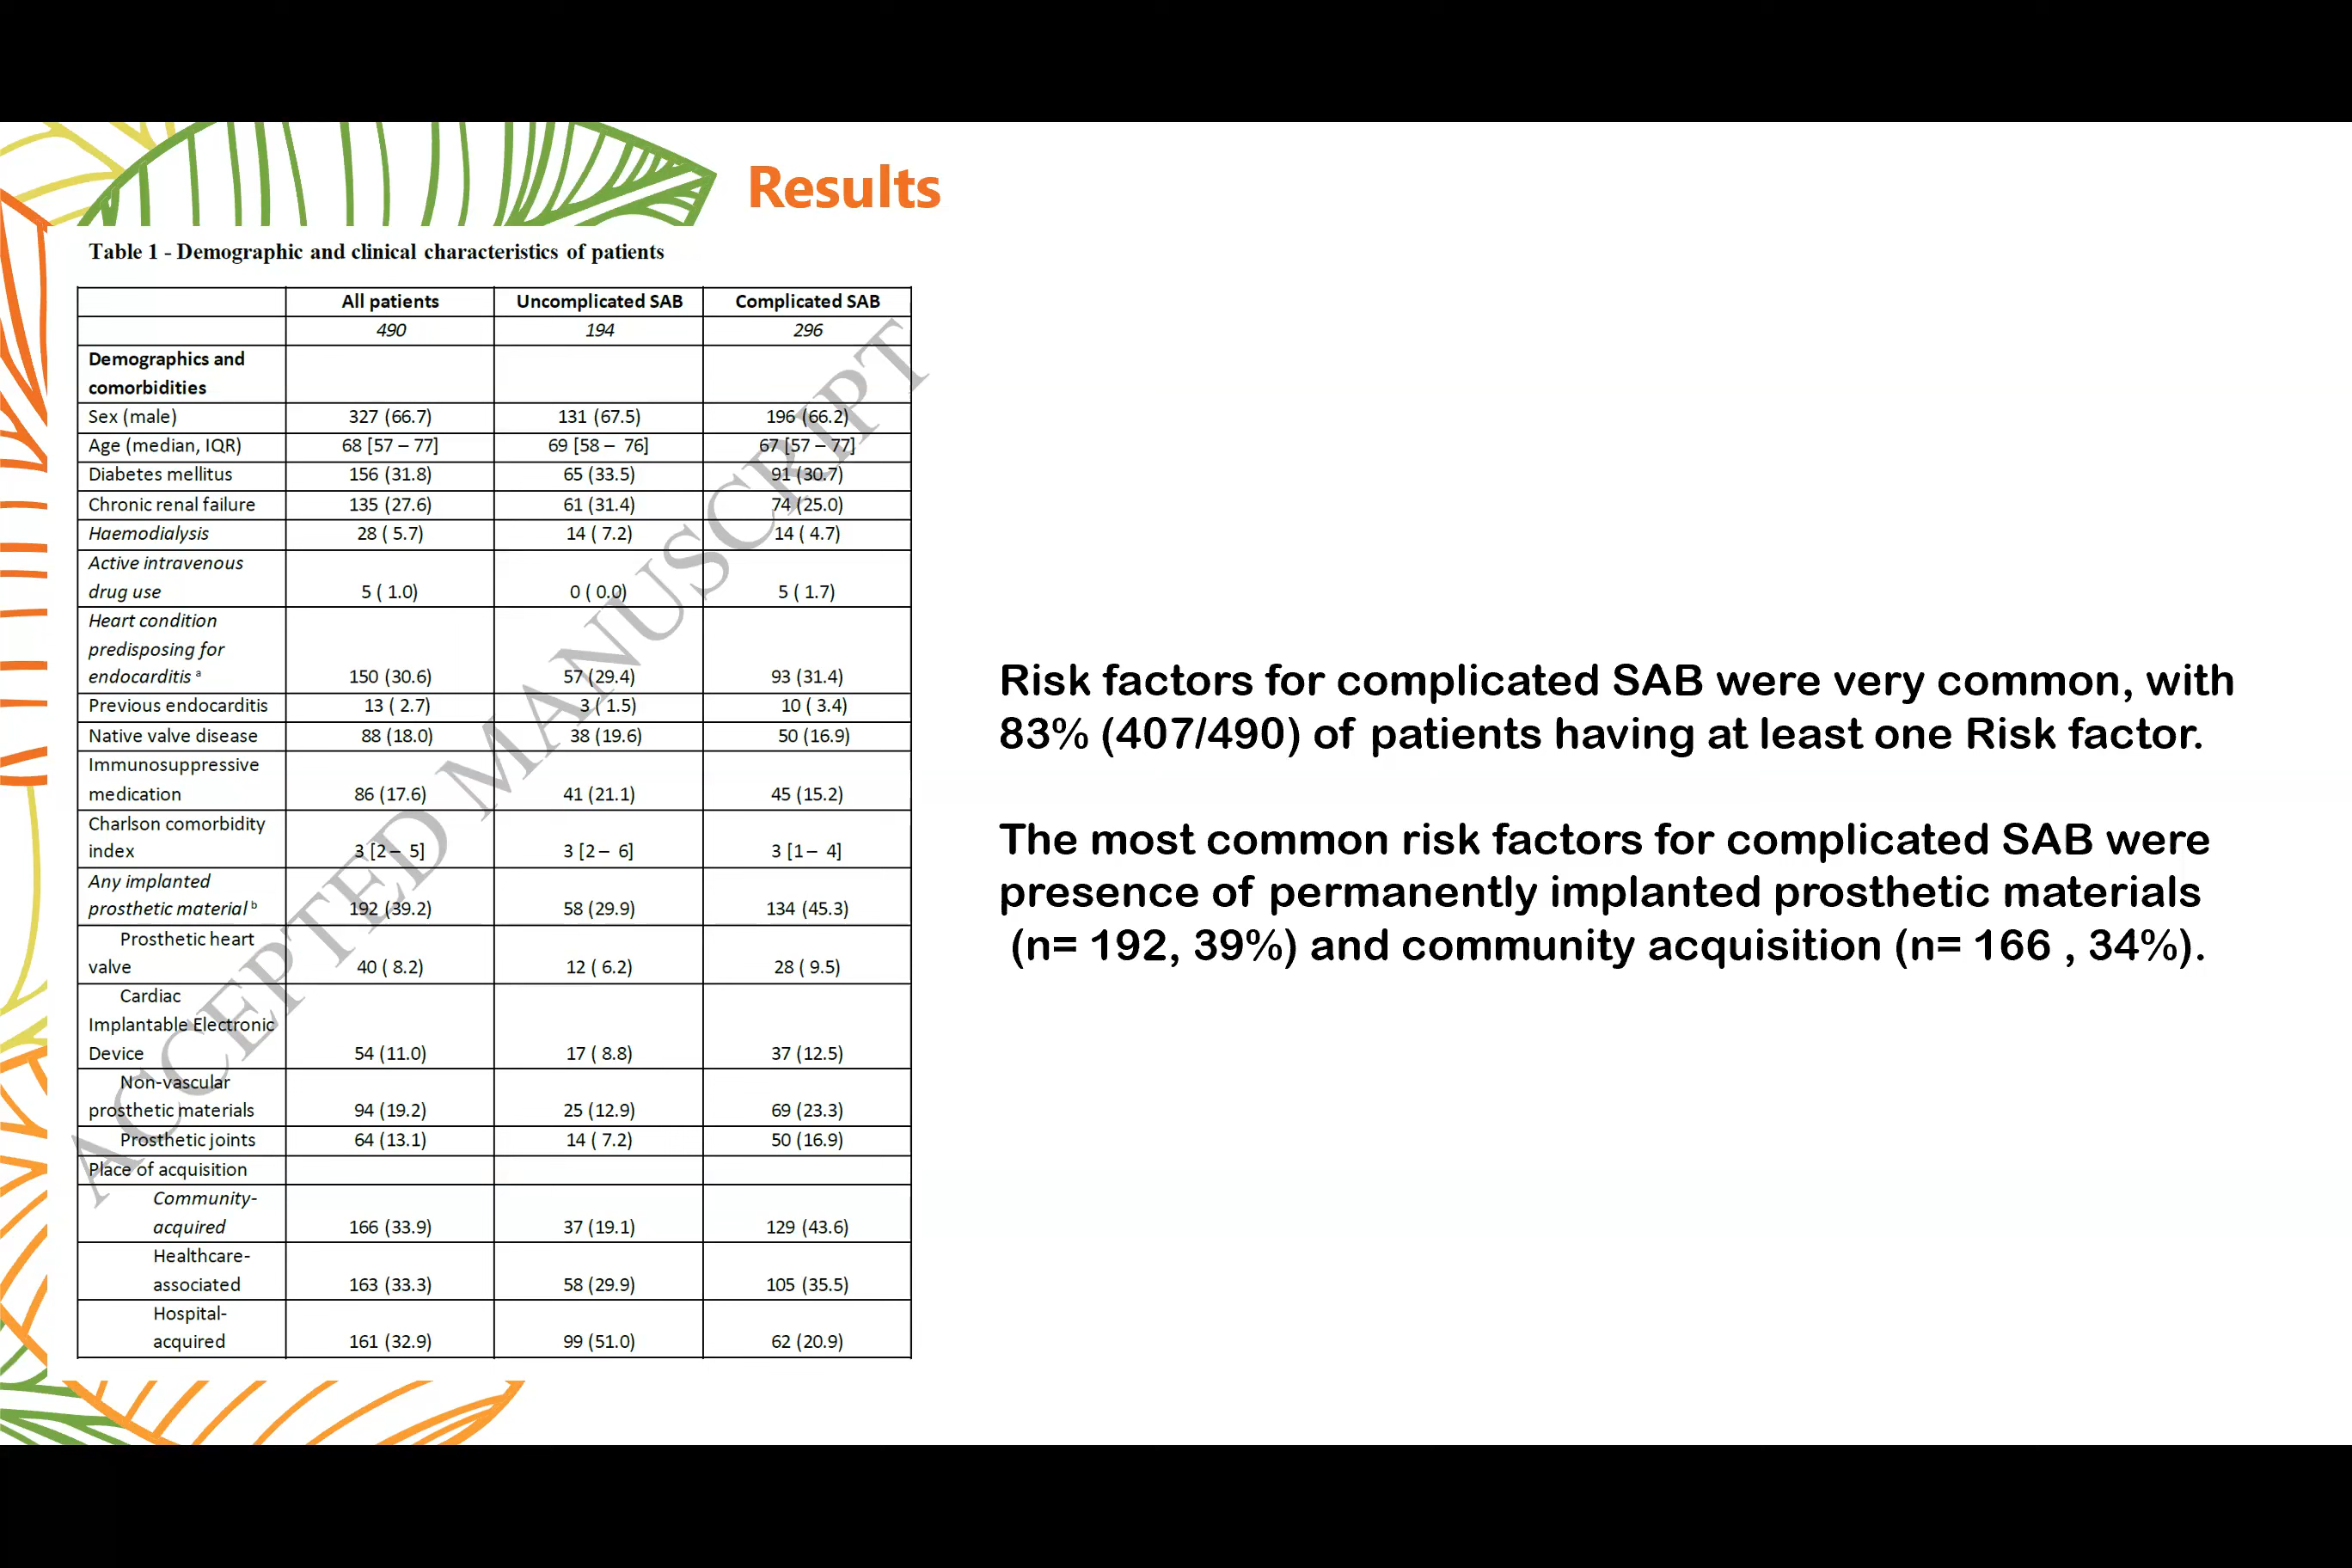 Results
Table 1 - Demographic and clinical characteristics of patients
All patients Uncomplicated SAB Complicated SAB
490 194 296
Demographics and
comorbidities
Sex (male) 327 (66.7) 131 (67.5) 196 (66.2)
Age (median, IQR) 68 [57 – 77] 69 [58 – 76] 67 [57 – 77]
Diabetes mellitus 156 (31.8) 65 (33.5) 91 (30.7)
Chronic renal failure 135 (27.6) 61 (31.4) 74 (25.0)
Haemodialysis 28 ( 5.7) 14 ( 7.2) 14 ( 4.7)
Active intravenous
drug use 5 ( 1.0) 0 ( 0.0) 5 ( 1.7)
Heart condition
predisposing for
endocarditis a 150 (30.6) 57 (29.4) 93 (31.4)
Previous endocarditis 13 ( 2.7) 3 ( 1.5) 10 ( 3.4)
Native valve disease 88 (18.0) 38 (19.6) 50 (16.9)
Immunosuppressive
medication 86 (17.6) 41 (21.1) 45 (15.2)
Charlson comorbidity
index 3 [2 – 5] 3 [2 – 6] 3 [1 – 4]
Any implanted
prosthetic material b 192 (39.2) 58 (29.9) 134 (45.3)
Prosthetic heart
valve 40 ( 8.2) 12 ( 6.2) 28 ( 9.5)
Cardiac
Implantable Electronic
Device 54 (11.0) 17 ( 8.8) 37 (12.5)
Non-vascular
prosthetic materials 94 (19.2) 25 (12.9) 69 (23.3)
Prosthetic joints 64 (13.1) 14 ( 7.2) 50 (16.9)
Place of acquisition
Community-
acquired 166 (33.9) 37 (19.1) 129 (43.6)
Healthcare-
associated 163 (33.3) 58 (29.9) 105 (35.5)
Hospital-
acquired 161 (32.9) 99 (51.0) 62 (20.9)
ACCEPTED MANUSCRIPT
Risk factors for complicated SAB were very common, with
83% (407/490) of patients having at least one Risk factor.
The most common risk factors for complicated SAB were
presence of permanently implanted prosthetic materials
(n= 192, 39%) and community acquisition (n= 166 , 34%).